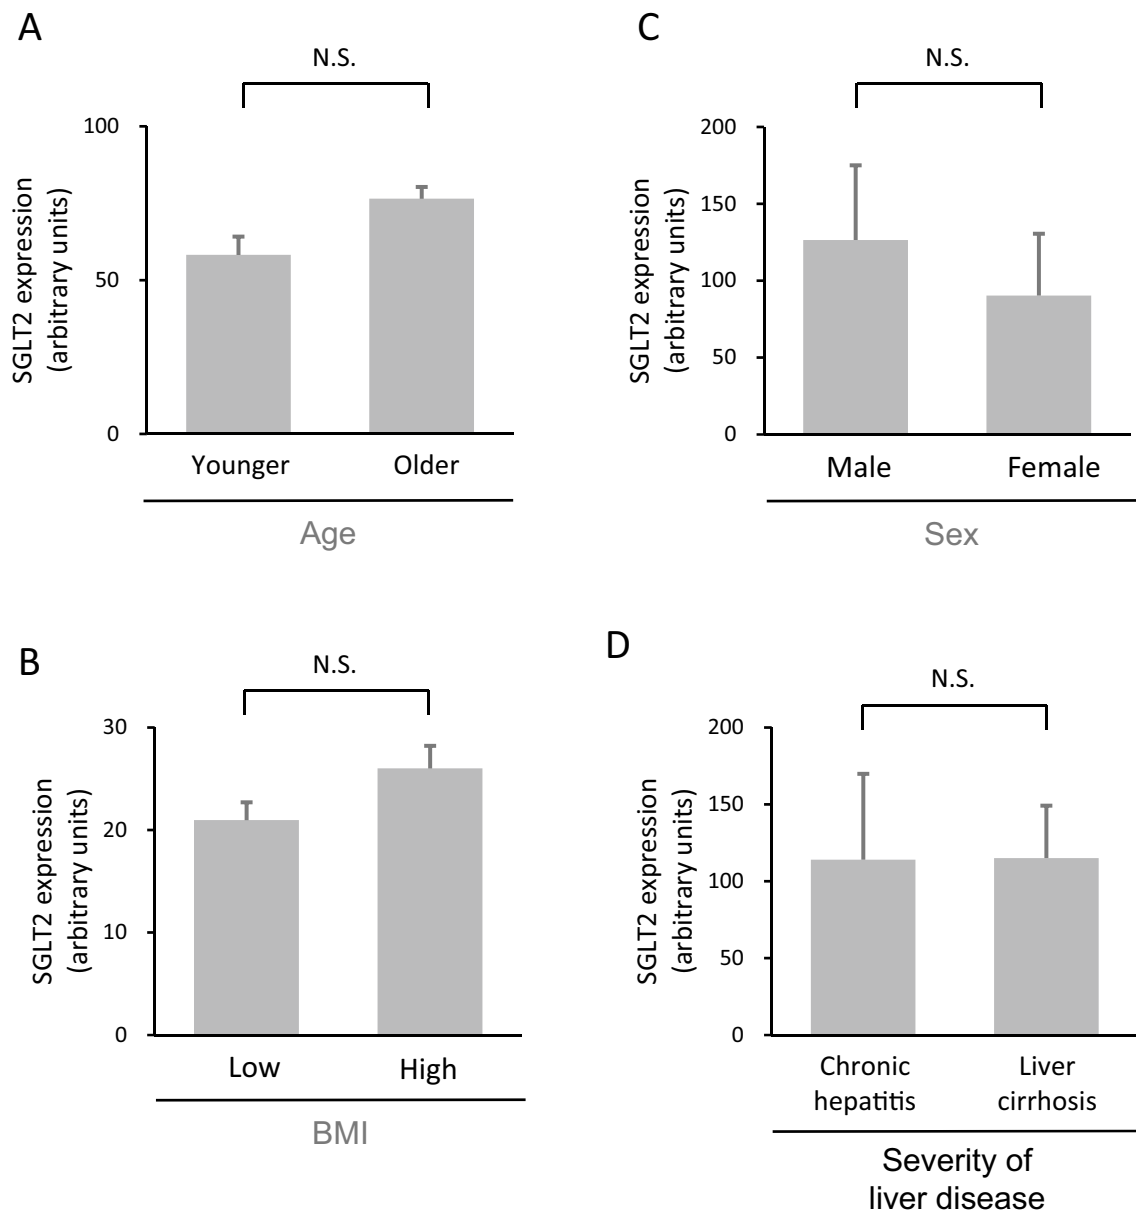 A
N.S.
SGLT2 expression
(arbitrary units)
100
50
0
Younger
Older
Age
C
N.S.
SGLT2 expression
(arbitrary units)
200
150
100
50
0
Male
Female
Sex
B
N.S.
SGLT2 expression
(arbitrary units)
30
20
10
0
Low
High
BMI
D
N.S.
SGLT2 expression
(arbitrary units)
200
150
100
50
0
Chronic
hepatitis
Liver
cirrhosis
Severity of
liver disease